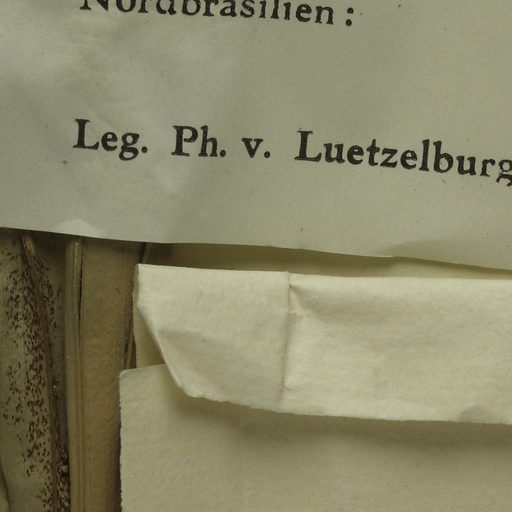 Nordbrasilien:
Leg. Ph. v. Luetzelburg